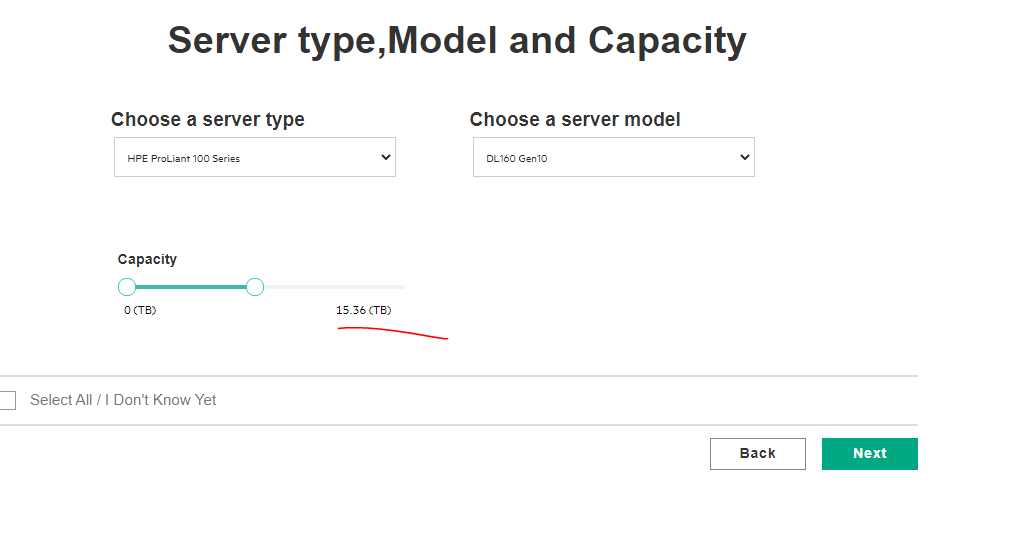 Server type,Model and Capacity
Choose a server type
Choose a server model
HPE ProLiant 100 Series
DL160 Gen10
Capacity
0 (TB)
15.36 (TB)
Select All / I Don't Know Yet
Back
Next